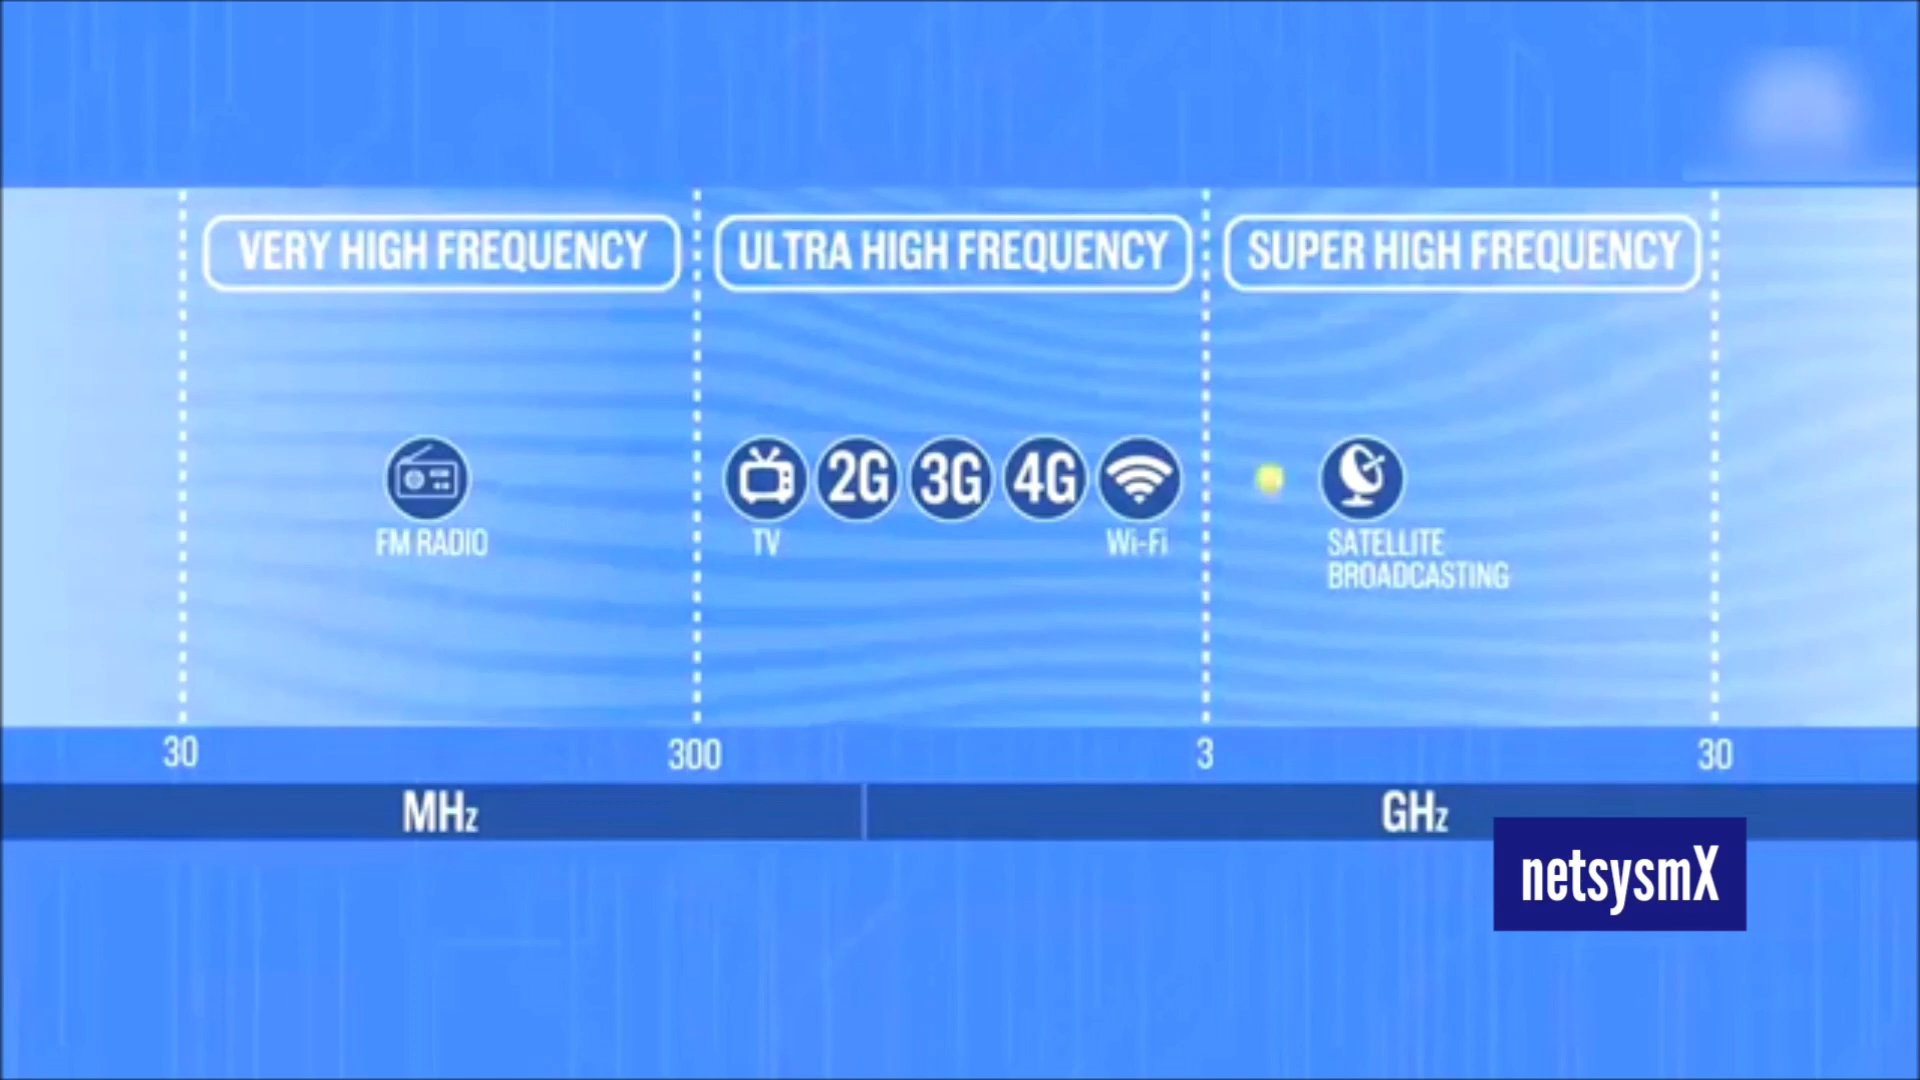 VERY HIGH FREQUENCY
ULTRA HIGH FREQUENCY
SUPER HIGH FREQUENCY
2G
3G
4G
FM RADIO
TV
Wi-Fi
SATELLITE
BROADCASTING
30
300
3
30
MHz
GHz
netsysmX